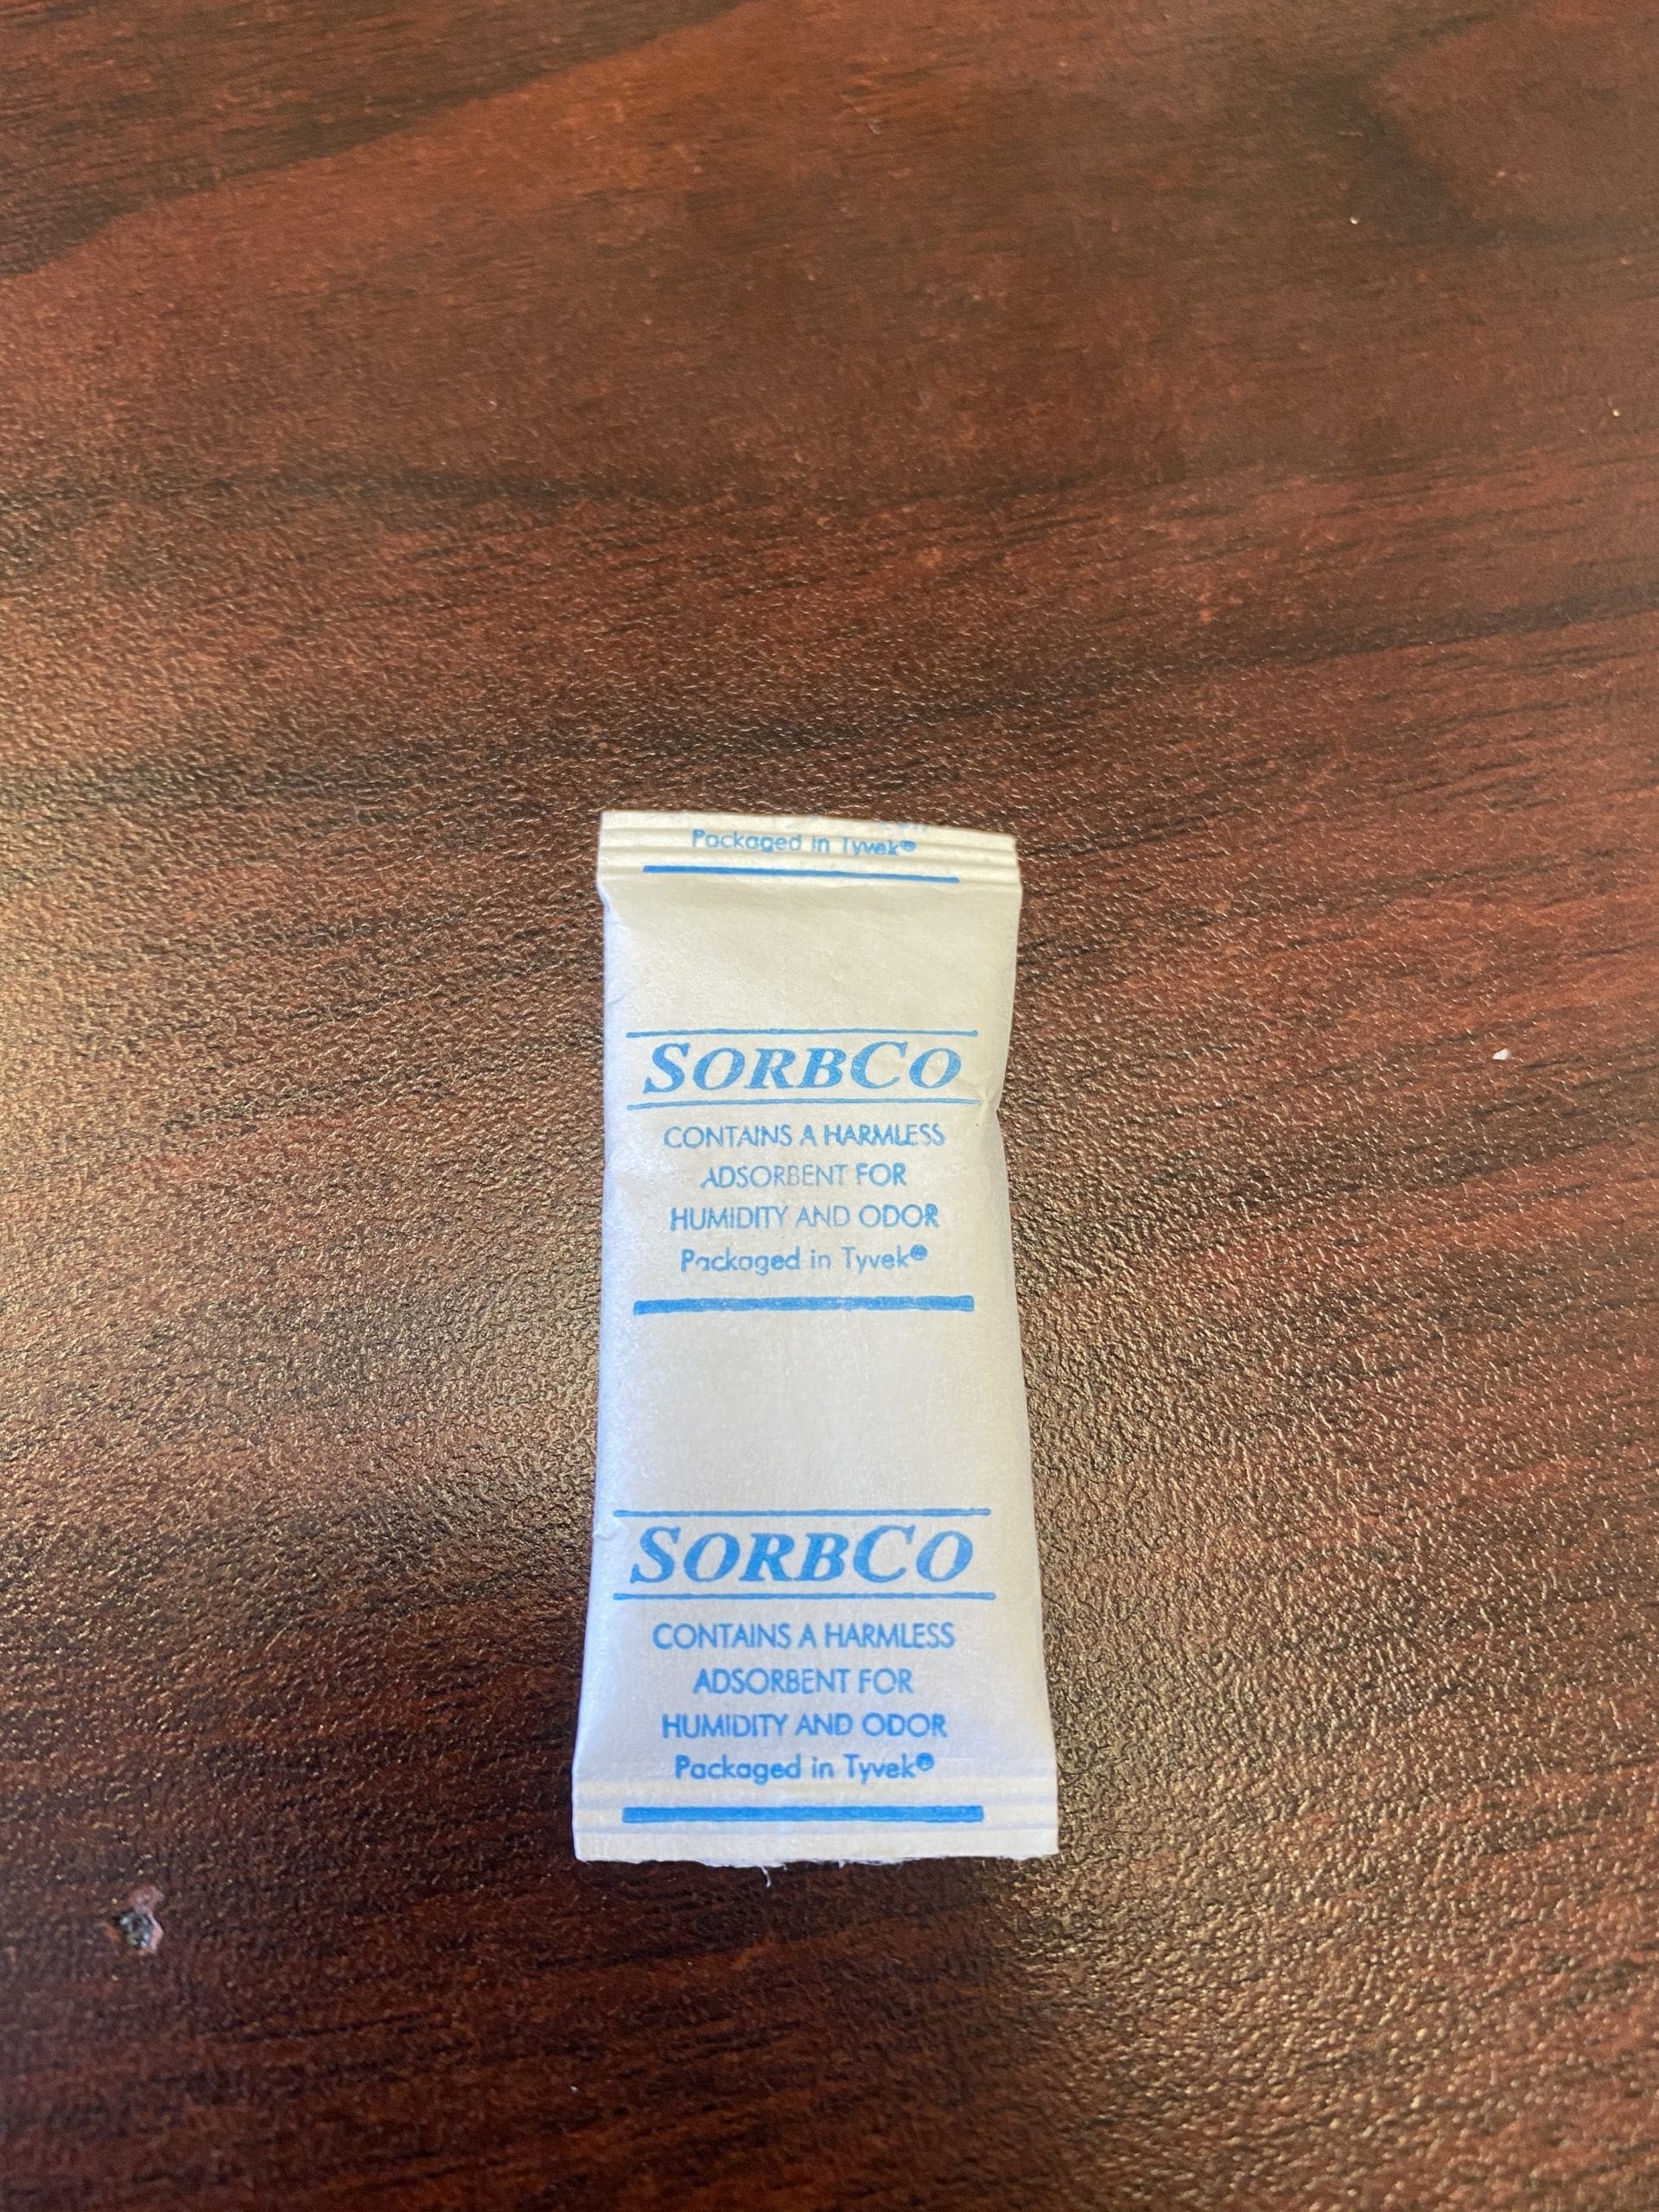 Packaged in Tyvek®
SORBCO
CONTAINS A HARMLESS
ADSORBENT FOR
HUMIDITY AND ODOR
Packaged in Tyvek®
SORBCO
CONTAINS A HARMLESS
ADSORBENT FOR
HUMIDITY AND ODOR
Packaged in Tyvek®